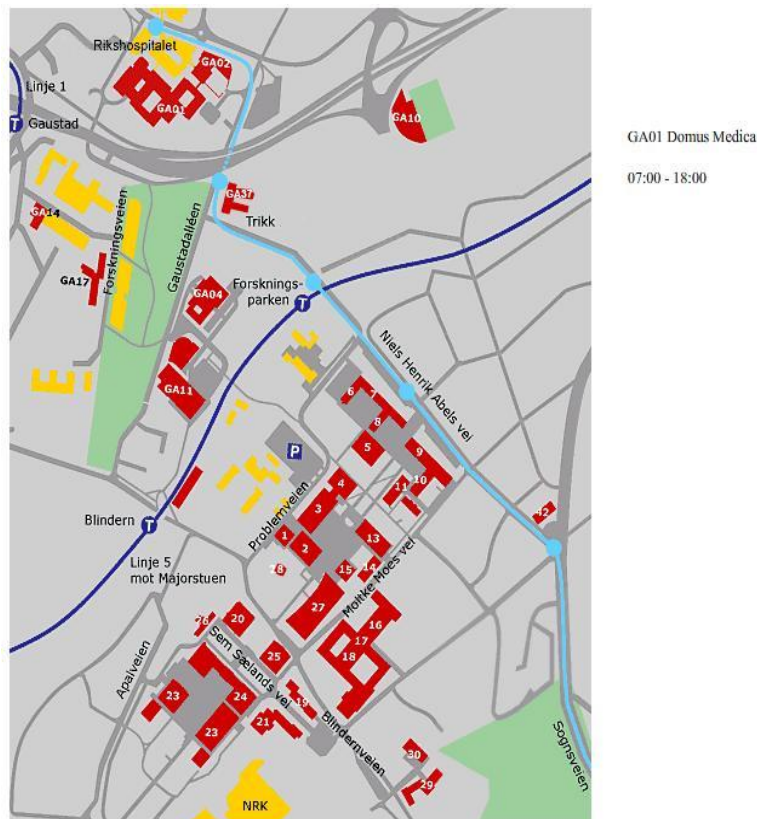 Rikshospitalet
GA02
Linje 1
GA01
T Gaustad
GA10
GA01 Domus Medica
07:00 - 18:00
GA37
GA14
Trikk
Forskningsveien
Gaustadalléen
GA17
GA04
Forsknings-
parken
T
Niels Henrik Abels vei
GA11
6
7
8
5
9
P
10
11
4
3
Problemveien
42
Blindern
T
1
2
13
Linje 5
mot Majorstuen
28
15
14
Moltke Moes vei
27
26
20
16
17
18
25
Sem Sælands vei
Apalveien
23
24
19
21
23
Blindernveien
Sognsveien
30
29
NRK